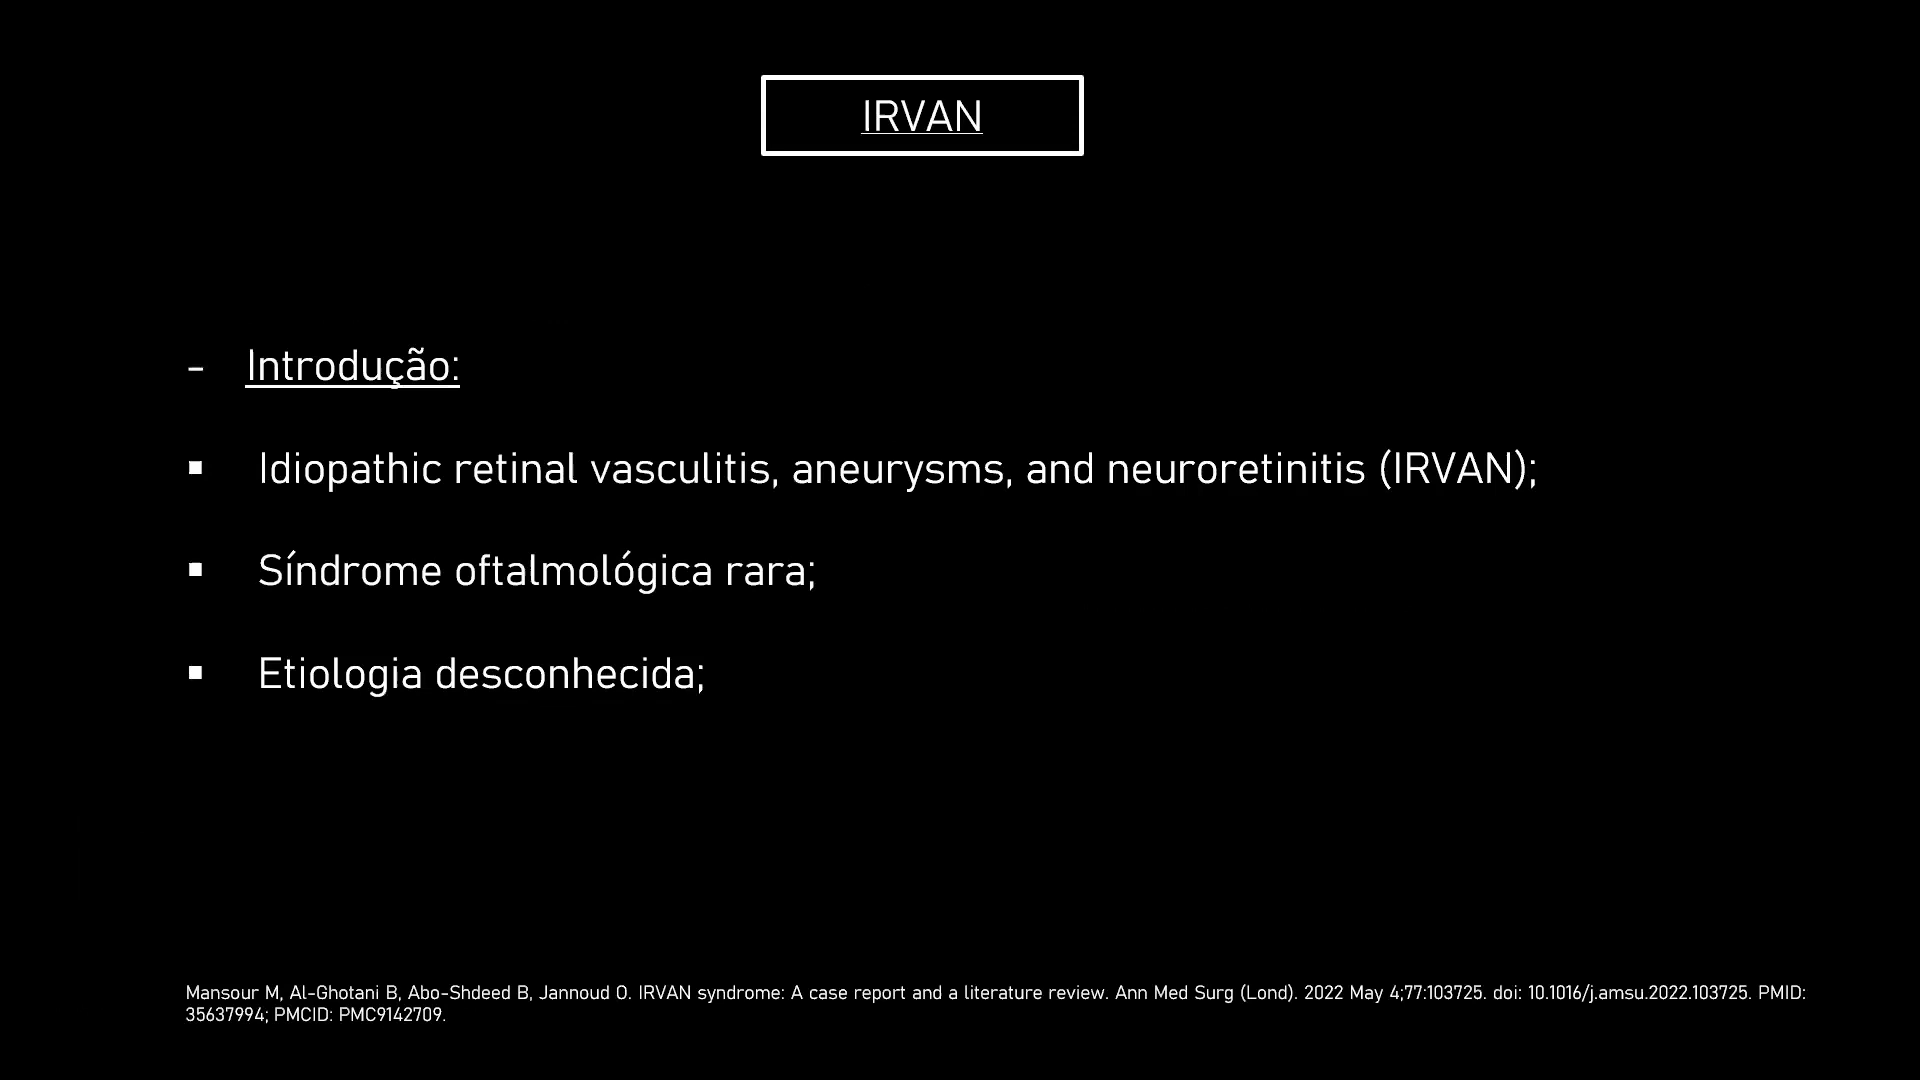 IRVAN
- Introdução:
▪ Idiopathic retinal vasculitis, aneurysms, and neuroretinitis (IRVAN);
▪ Síndrome oftalmológica rara;
▪ Etiologia desconhecida;
Mansour M, Al-Ghotani B, Abo-Shdeed B, Jannoud O. IRVAN syndrome: A case report and a literature review. Ann Med Surg (Lond). 2022 May 4;77:103725. doi: 10.1016/j.amsu.2022.103725. PMID:
35637994; PMCID: PMC9142709.